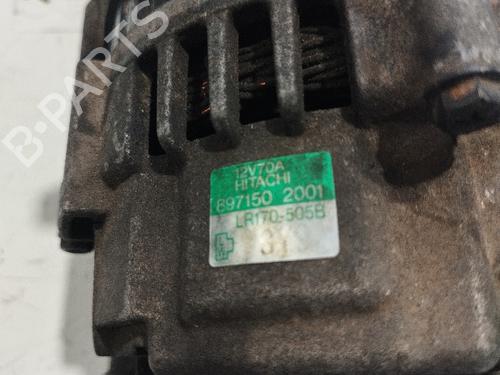 B-PARTS
12V70A
HITACHI
897150 2001
LR170-505B